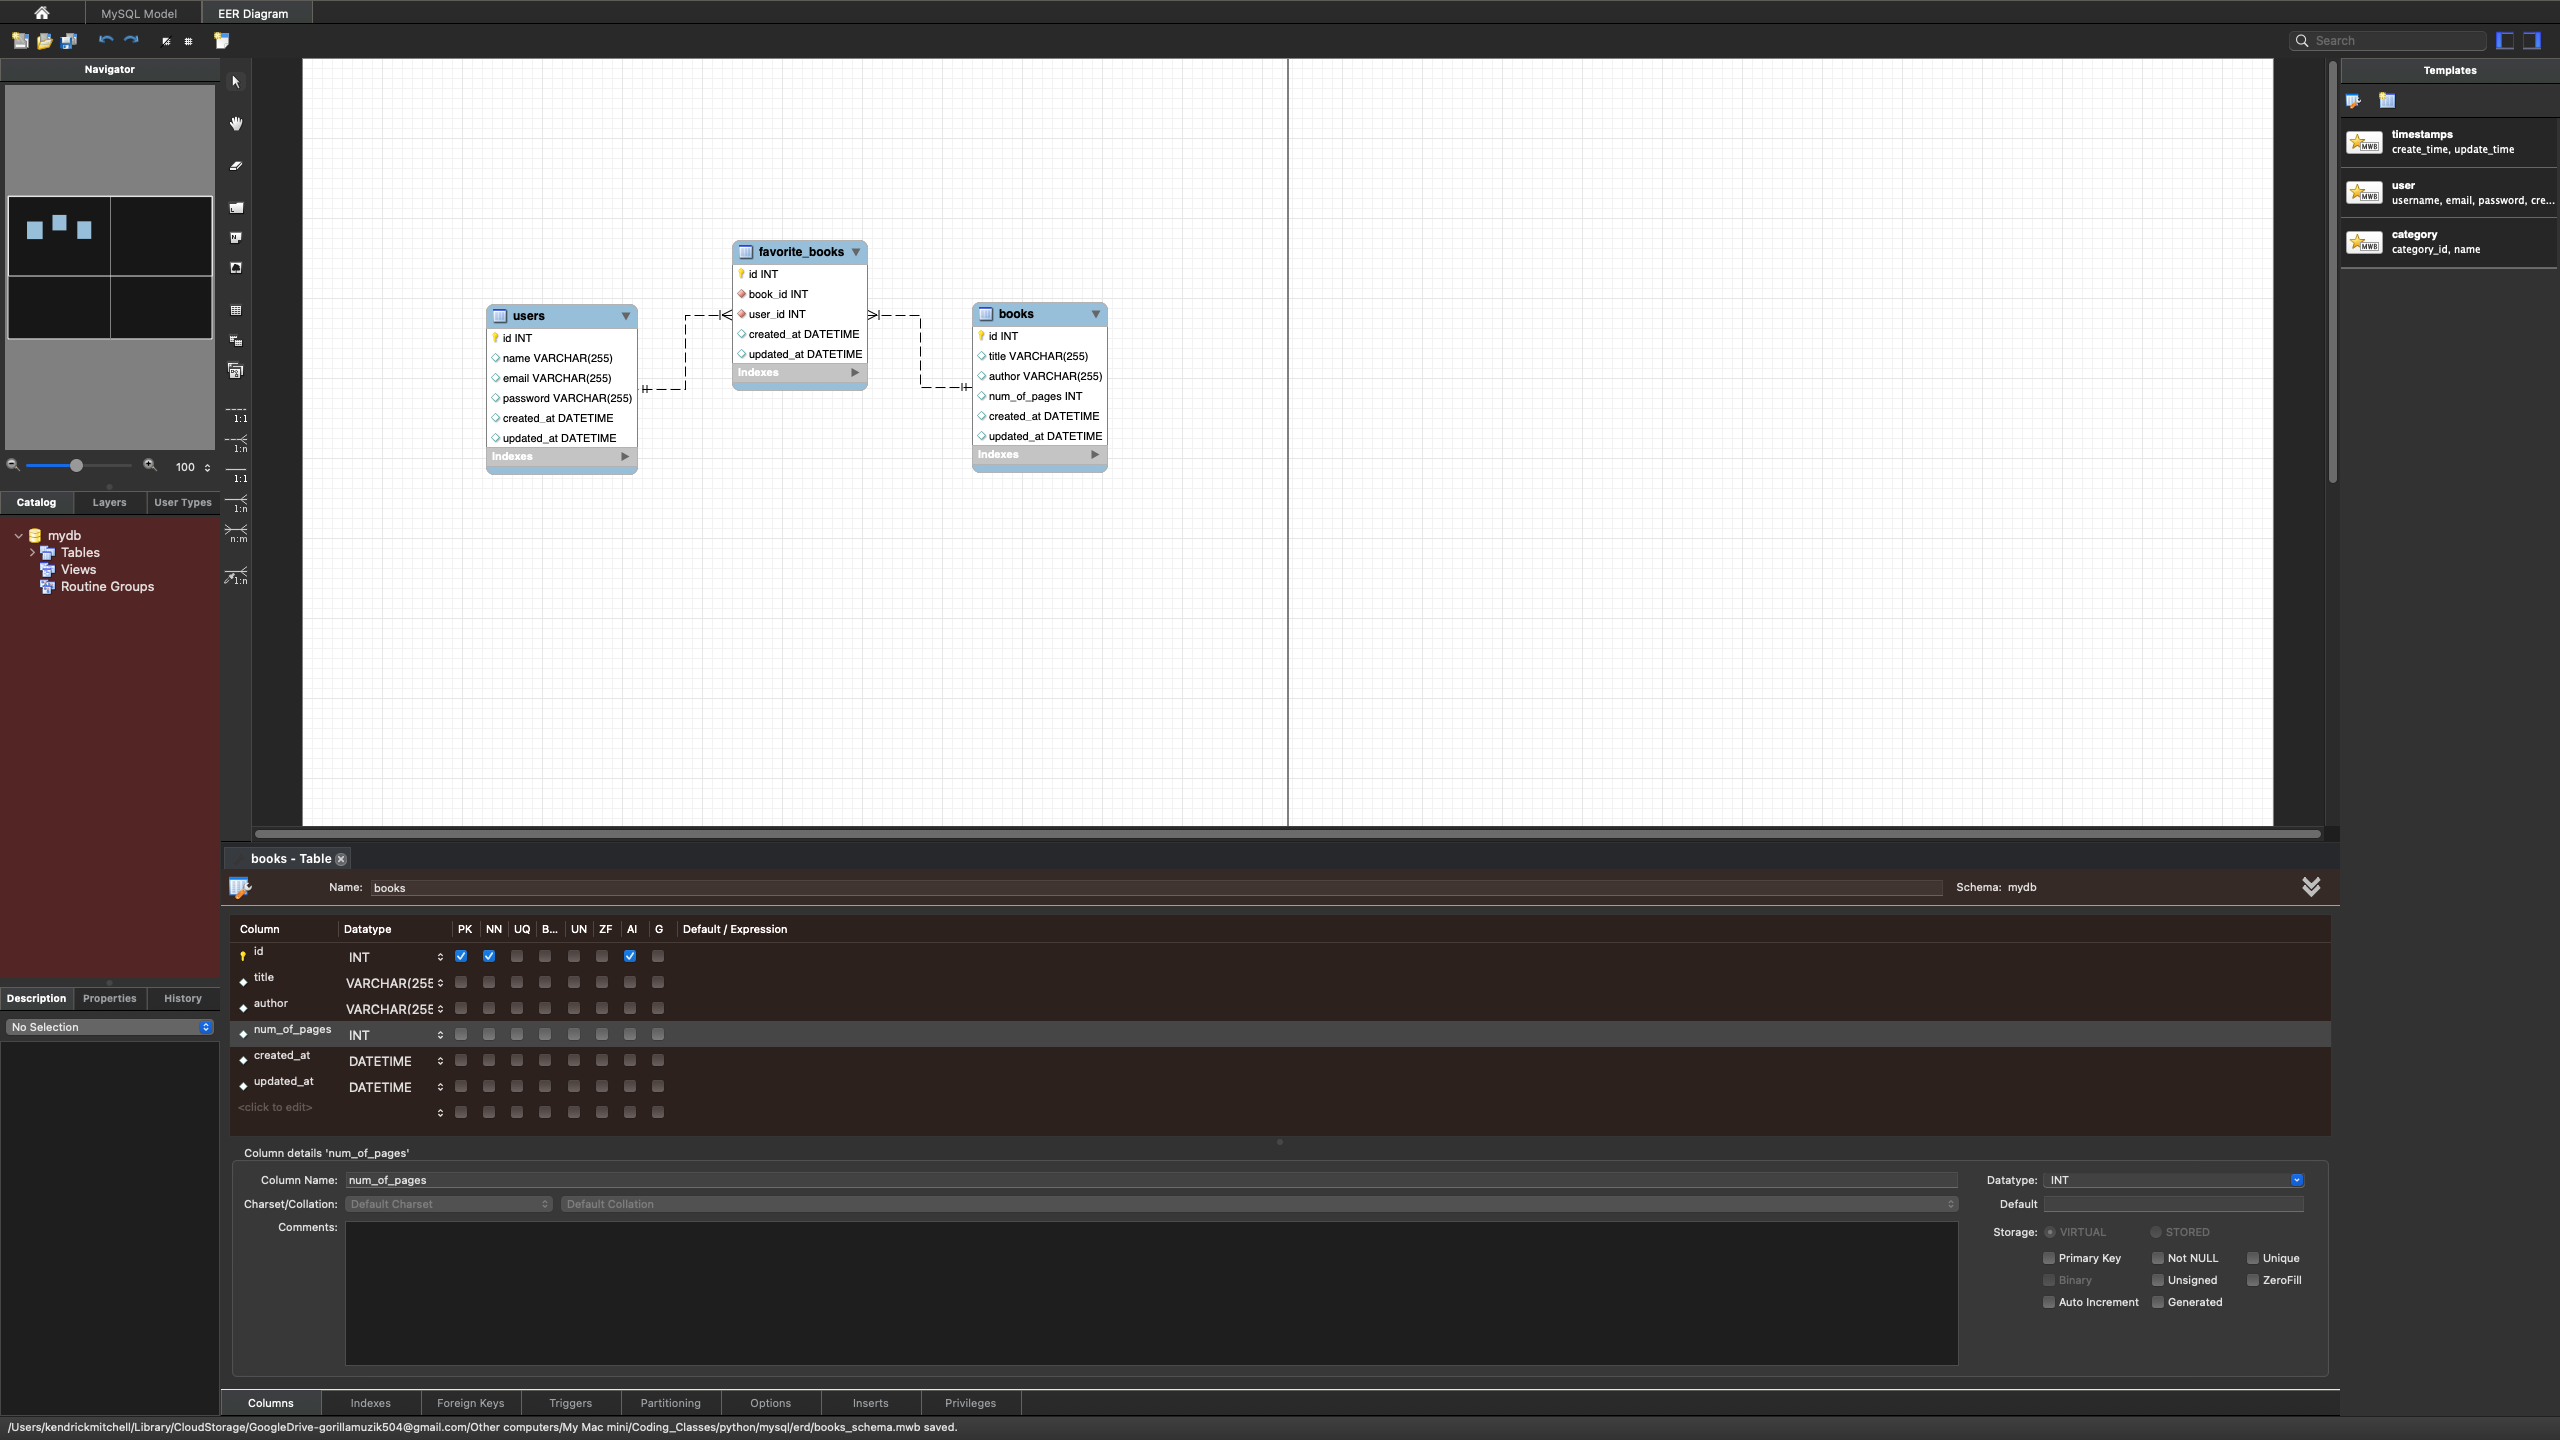 MySQL Model
EER Diagram
Search
Navigator
100
Catalog
Layers
User Types
mydb
Tables
Views
Routine Groups
Description
Properties
History
No Selection
1:1
1:n
1:1
1:n
n:m
1:n
users
id INT
name VARCHAR(255)
email VARCHAR(255)
password VARCHAR(255)
created_at DATETIME
updated_at DATETIME
Indexes
favorite_books
id INT
book_id INT
user_id INT
created_at DATETIME
updated_at DATETIME
Indexes
books
id INT
title VARCHAR(255)
author VARCHAR(255)
num_of_pages INT
created_at DATETIME
updated_at DATETIME
Indexes
Templates
timestamps
create_time, update_time
user
username, email, password, cre...
category
category_id, name
books - Table
Name: books
Schema: mydb
Column Datatype PK NN UQ B... UN ZF AI G Default / Expression
id INT
title VARCHAR(255
author VARCHAR(255
num_of_pages INT
created_at DATETIME
updated_at DATETIME
<click to edit>
Column details 'num_of_pages'
Column Name: num_of_pages
Charset/Collation: Default Charset Default Collation
Comments:
Datatype: INT
Default
Storage: VIRTUAL STORED
Primary Key Not NULL Unique
Binary Unsigned ZeroFill
Auto Increment Generated
Columns Indexes Foreign Keys Triggers Partitioning Options Inserts Privileges
/Users/kendrickmitchell/Library/CloudStorage/GoogleDrive-gorillamuzik504@gmail.com/Other computers/My Mac mini/Coding_Classes/python/mysql/erd/books_schema.mwb saved.